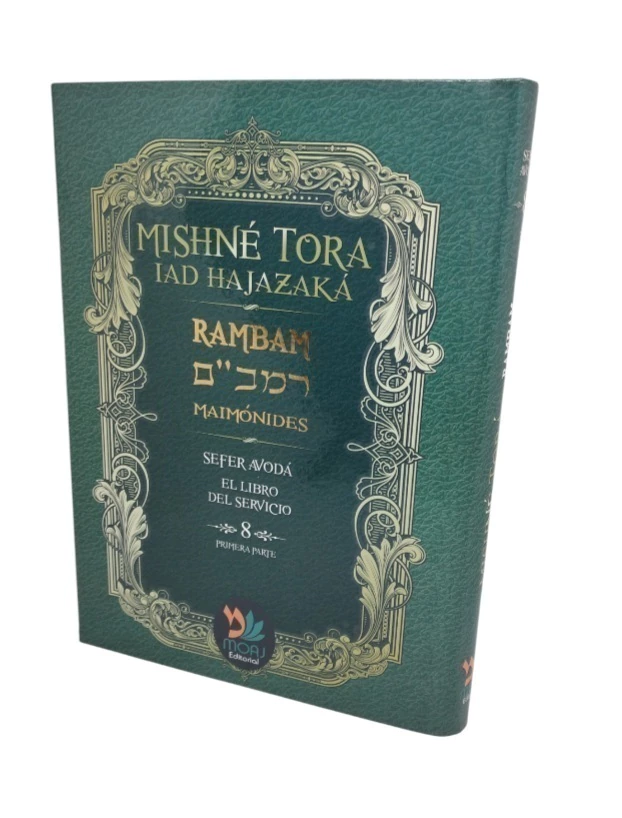 MISHNÉ TORA
IAD HAJAZAKÁ
RAMBAM
רמב"ם
MAIMÓNIDES
SEFER AVODÁ
EL LIBRO
DEL SERVICIO
8
PRIMERA PARTE
MOAJ
Editorial